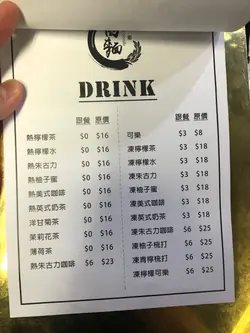 麵
DRINK
跟餐 原價
熱檸檬茶 $0 $16
熱檸檬水 $0 $16
熱朱古力 $0 $16
熱柚子蜜 $0 $16
熱美式咖啡 $0 $16
熱英式奶茶 $0 $16
洋甘菊茶 $0 $16
茉莉花茶 $0 $16
薄荷茶 $0 $16
熱朱古力咖啡 $6 $23
跟餐 原價
可樂 $3 $8
凍檸檬茶 $3 $18
凍檸檬水 $3 $18
凍朱古力 $3 $18
凍柚子蜜 $3 $18
凍美式咖啡 $3 $18
凍英式奶茶 $3 $18
凍朱古力咖啡 $6 $25
凍柚子梳打 $6 $25
凍青檸梳打 $6 $25
凍檸檬可樂 $6 $25